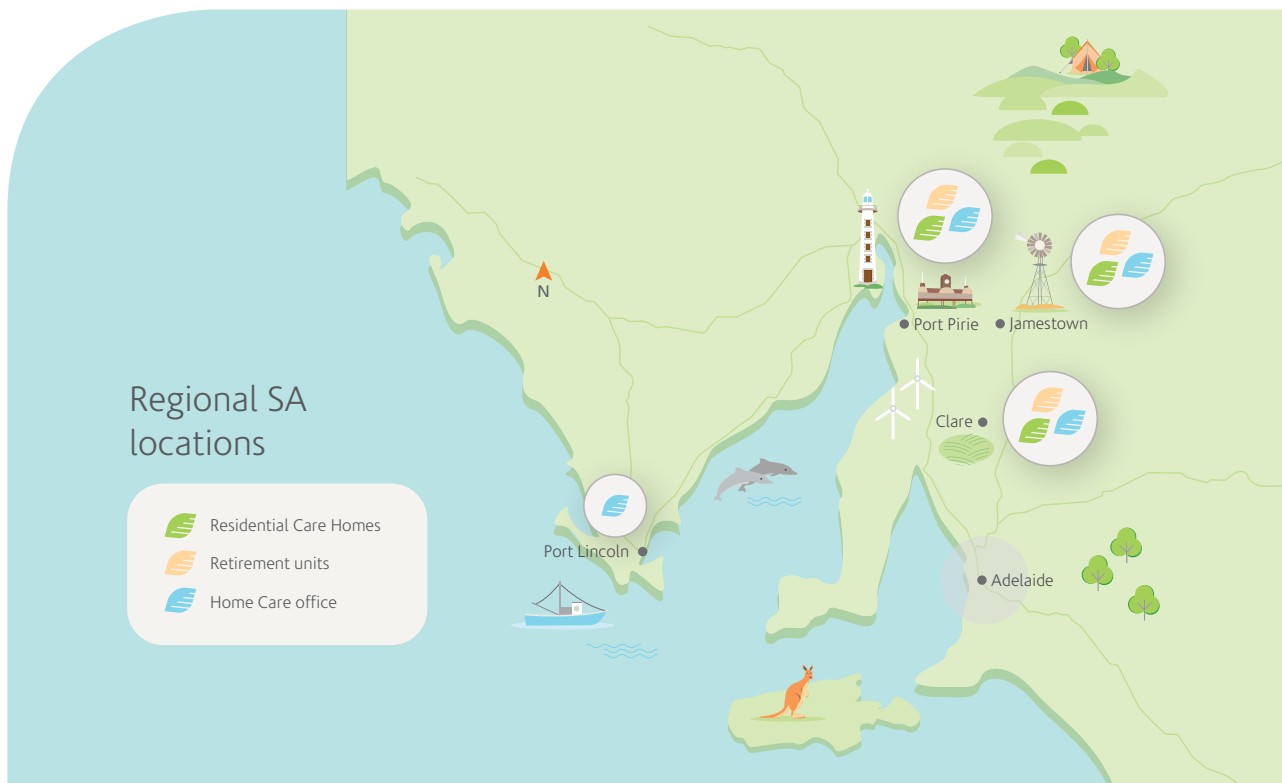 Regional SA
locations
Residential Care Homes
Retirement units
Home Care office
N
Port Pirie
Jamestown
Clare
Port Lincoln
Adelaide